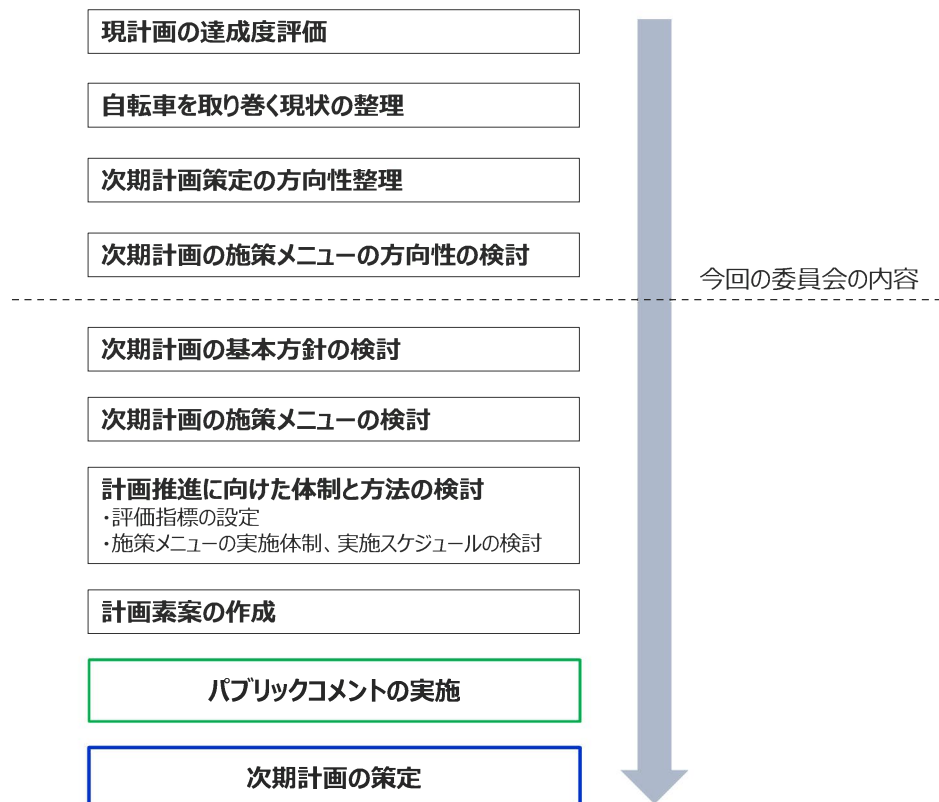 現計画の達成度評価
自転車を取り巻く現状の整理
次期計画策定の方向性整理
次期計画の施策メニューの方向性の検討
今回の委員会の内容
次期計画の基本方針の検討
次期計画の施策メニューの検討
計画推進に向けた体制と方法の検討
・評価指標の設定
・施策メニューの実施体制、実施スケジュールの検討
計画素案の作成
パブリックコメントの実施
次期計画の策定